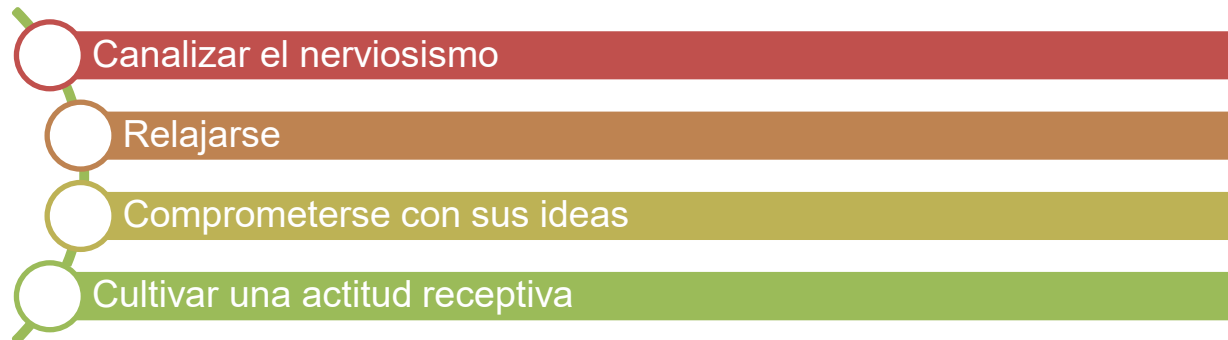 Canalizar el nerviosismo
Relajarse
Comprometerse con sus ideas
Cultivar una actitud receptiva